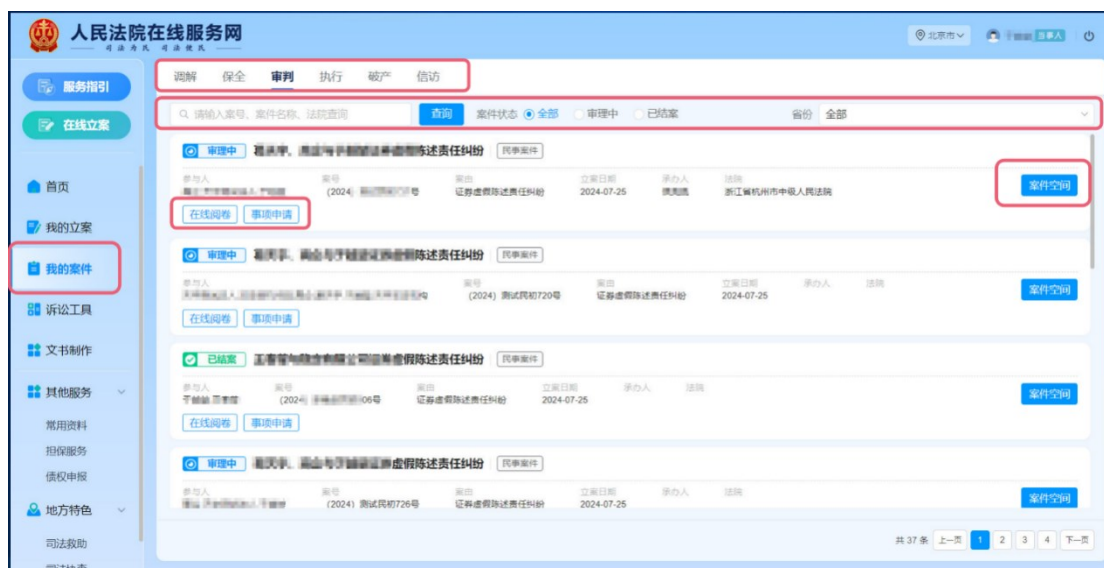 人民法院在线服务网
司法为民 司法便民
北京市
当事人
服务指引
在线立案
首页
我的立案
我的案件
诉讼工具
文书制作
其他服务
常用资料
担保服务
债权申报
地方特色
司法救助
调解 保全 审判 执行 破产 信访
请输入案号、案件名称、法院查询 查询 案件状态 全部 审理中 已结案 省份 全部
审理中 陈述责任纠纷 民事案件
参与人 案号 案由 立案日期 承办人 法院
(2024) 号 证券虚假陈述责任纠纷 2024-07-25 浙江省杭州市中级人民法院
案件空间
在线阅卷 事项申请
审理中 陈述责任纠纷 民事案件
参与人 案号 案由 立案日期 承办人 法院
(2024) 测试民初720号 证券虚假陈述责任纠纷 2024-07-25
案件空间
在线阅卷 事项申请
已结案 虚假陈述责任纠纷 民事案件
参与人 案号 案由 立案日期 承办人 法院
(2024) 06号 证券虚假陈述责任纠纷 2024-07-25
案件空间
在线阅卷 事项申请
审理中 虚假陈述责任纠纷 民事案件
参与人 案号 案由 立案日期 承办人 法院
(2024) 测试民初726号 证券虚假陈述责任纠纷 2024-07-25
案件空间
共 37 条 上一页 1 2 3 4 下一页